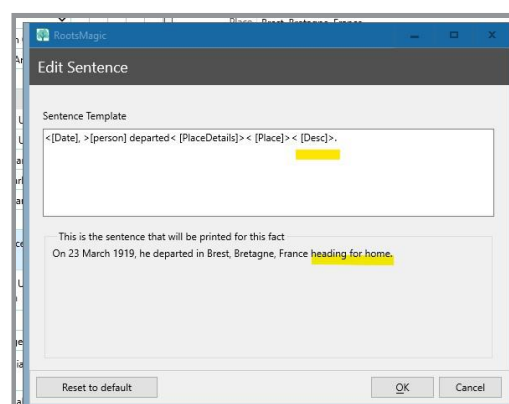 Place : Brest, Bretagne, France
RootsMagic
Edit Sentence
Sentence Template
<[Date], >[person] departed< [PlaceDetails]>< [Place]>< [Desc]>.
This is the sentence that will be printed for this fact
On 23 March 1919, he departed in Brest, Bretagne, France heading for home.
Reset to default
OK
Cancel